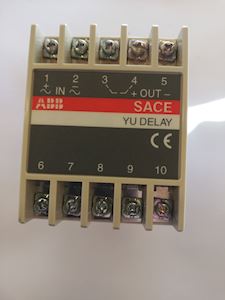 1 2 3 4 5
+ ~ IN - ~ + OUT -
ABB SACE
YU DELAY
CE
6 7 8 9 10